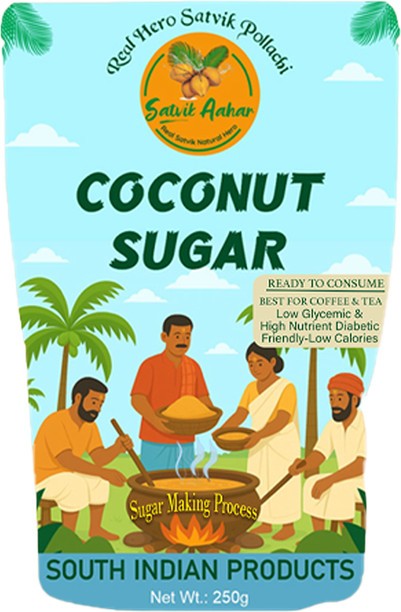 Real Hero Satvik Pollachi
Satvik Aahar
Real Satvik Natural Hero
COCONUT
SUGAR
READY TO CONSUME
BEST FOR COFFEE & TEA
Low Glycemic &
High Nutrient Diabetic
Friendly-Low Calories
Sugar Making Process
SOUTH INDIAN PRODUCTS
Net Wt.: 250g